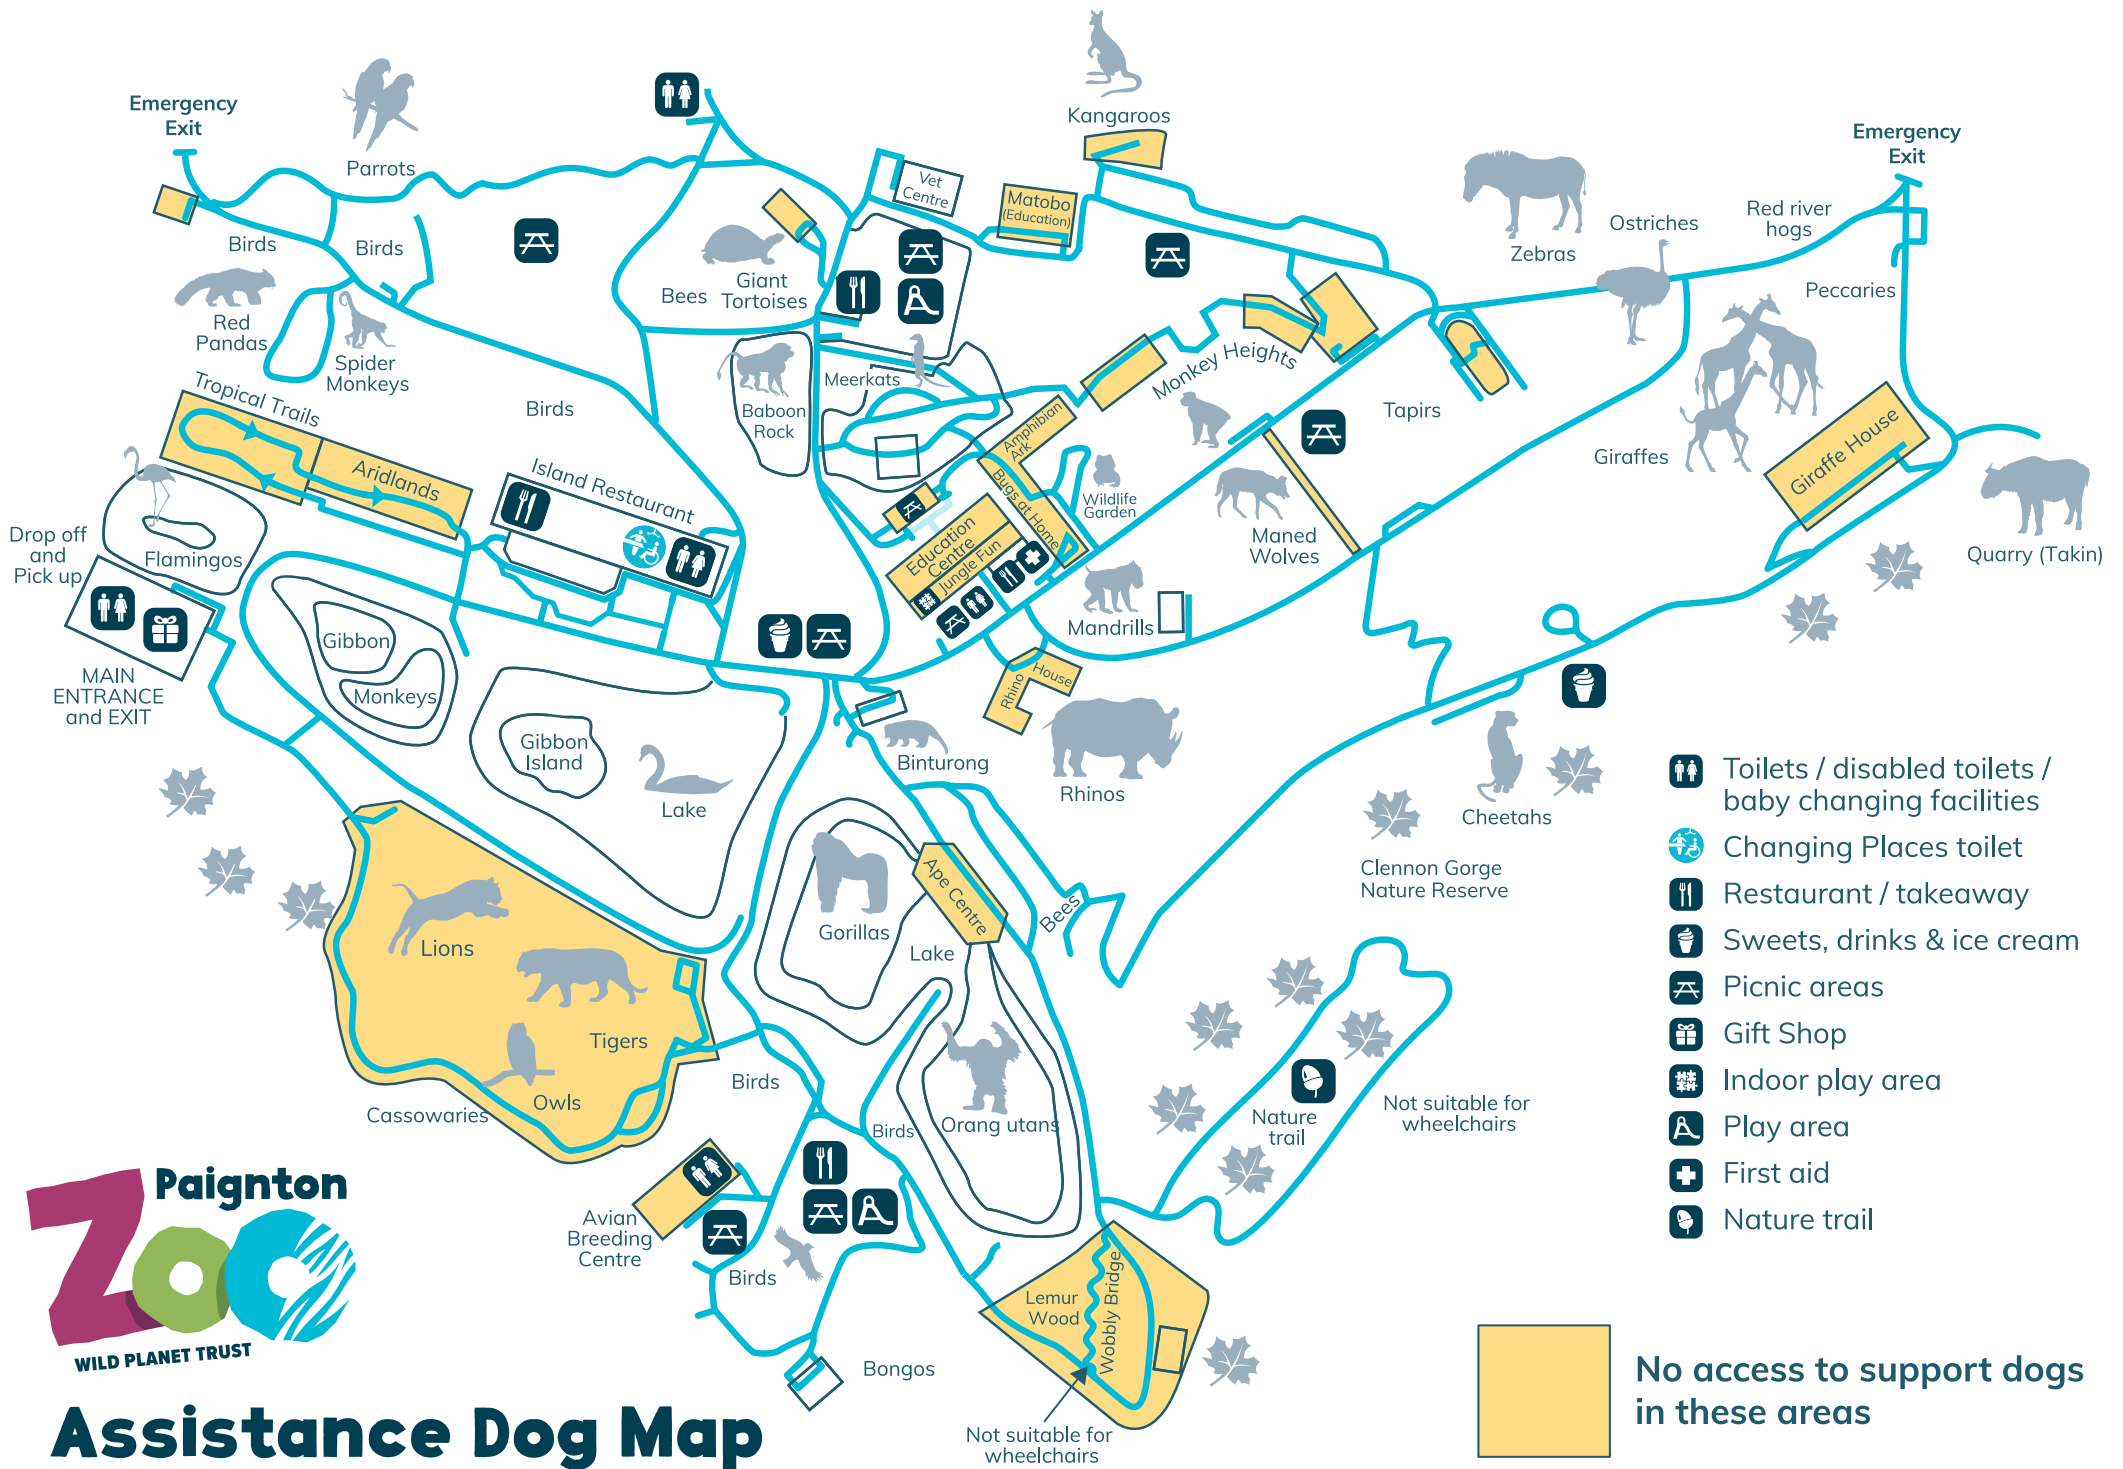 Emergency
Exit
Parrots
Kangaroos
Emergency
Exit
Vet
Centre
Matobo
(Education)
Birds
Birds
Zebras
Ostriches
Red river
hogs
Peccaries
Red
Pandas
Spider
Monkeys
Bees
Giant
Tortoises
Baboon
Rock
Meerkats
Monkey Heights
Tapirs
Giraffes
Giraffe House
Quarry (Takin)
Tropical Trails
Aridlands
Birds
Island Restaurant
Amphibian
Ark
Bugs at Home
Wildlife
Garden
Maned
Wolves
Education
Centre
Jungle Fun
Mandrills
Drop off
and
Pick up
Flamingos
MAIN
ENTRANCE
and EXIT
Gibbon
Monkeys
Gibbon
Island
Lake
Binturong
Rhino
House
Rhinos
Cheetahs
Clennon Gorge
Nature Reserve
Gorillas
Ape Centre
Lake
Bees
Lions
Tigers
Owls
Cassowaries
Birds
Birds
Orang utans
Nature
trail
Not suitable for
wheelchairs
Avian
Breeding
Centre
Birds
Bongos
Lemur
Wood
Wobbly Bridge
Not suitable for
wheelchairs
Toilets / disabled toilets /
baby changing facilities
Changing Places toilet
Restaurant / takeaway
Sweets, drinks & ice cream
Picnic areas
Gift Shop
Indoor play area
Play area
First aid
Nature trail
No access to support dogs
in these areas
Paignton
ZOO
WILD PLANET TRUST
Assistance Dog Map